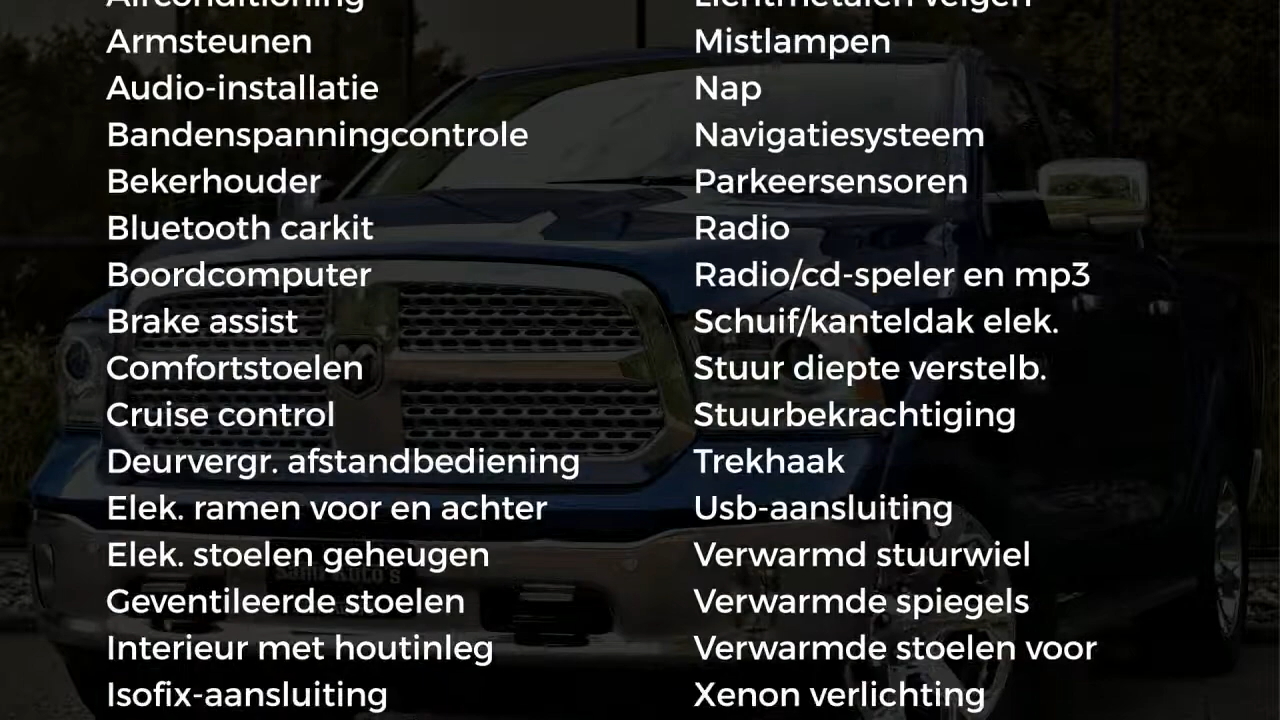 Airconditioning
Armsteunen
Audio-installatie
Bandenspanningcontrole
Bekerhouder
Bluetooth carkit
Boordcomputer
Brake assist
Comfortstoelen
Cruise control
Deurvergr. afstandbediening
Elek. ramen voor en achter
Elek. stoelen geheugen
Geventileerde stoelen
Interieur met houtinleg
Isofix-aansluiting
Lichtmetalen velgen
Mistlampen
Nap
Navigatiesysteem
Parkeersensoren
Radio
Radio/cd-speler en mp3
Schuif/kanteldak elek.
Stuur diepte verstelb.
Stuurbekrachtiging
Trekhaak
Usb-aansluiting
Verwarmd stuurwiel
Verwarmde spiegels
Verwarmde stoelen voor
Xenon verlichting